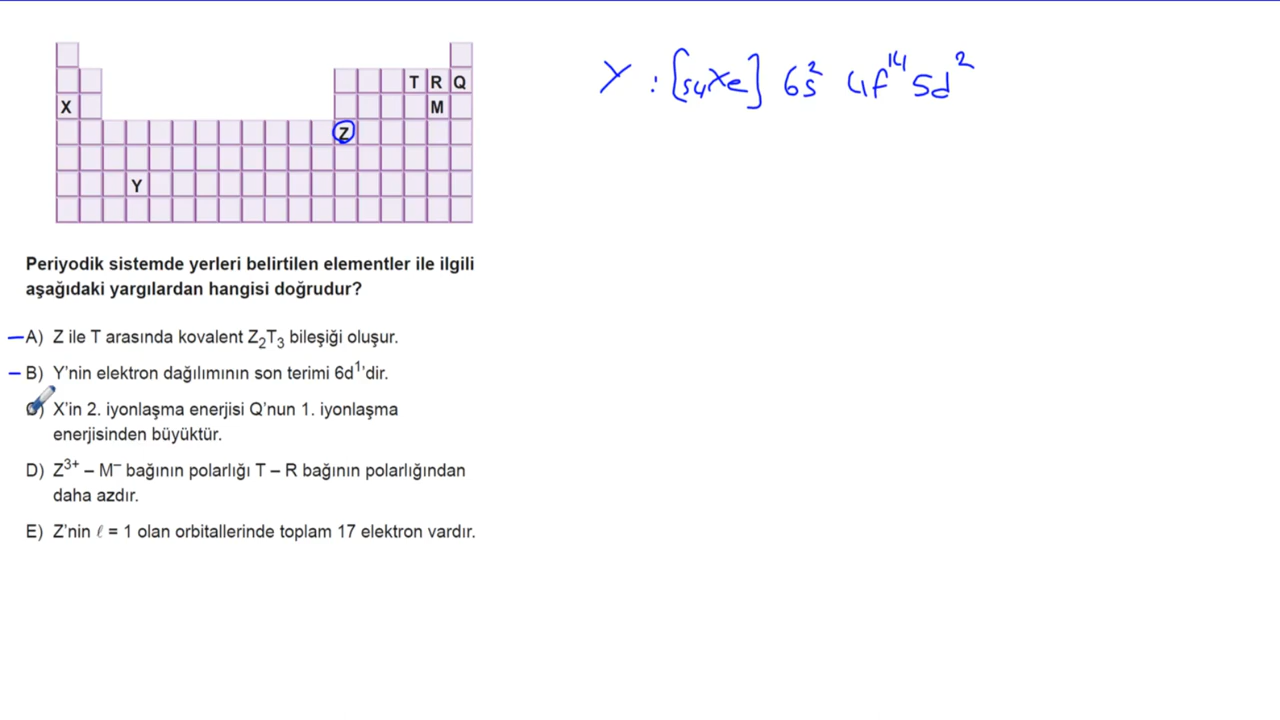 T R Q
X M
Z
Y
Y : [54Xe] 6s² 4f¹⁴ 5d²
Periyodik sistemde yerleri belirtilen elementler ile ilgili
aşağıdaki yargılardan hangisi doğrudur?
A) Z ile T arasında kovalent Z₂T₃ bileşiği oluşur.
B) Y'nin elektron dağılımının son terimi 6d¹'dir.
C) X'in 2. iyonlaşma enerjisi Q'nun 1. iyonlaşma
enerjisinden büyüktür.
D) Z³⁺ – M⁻ bağının polarlığı T – R bağının polarlığından
daha azdır.
E) Z'nin ℓ = 1 olan orbitallerinde toplam 17 elektron vardır.